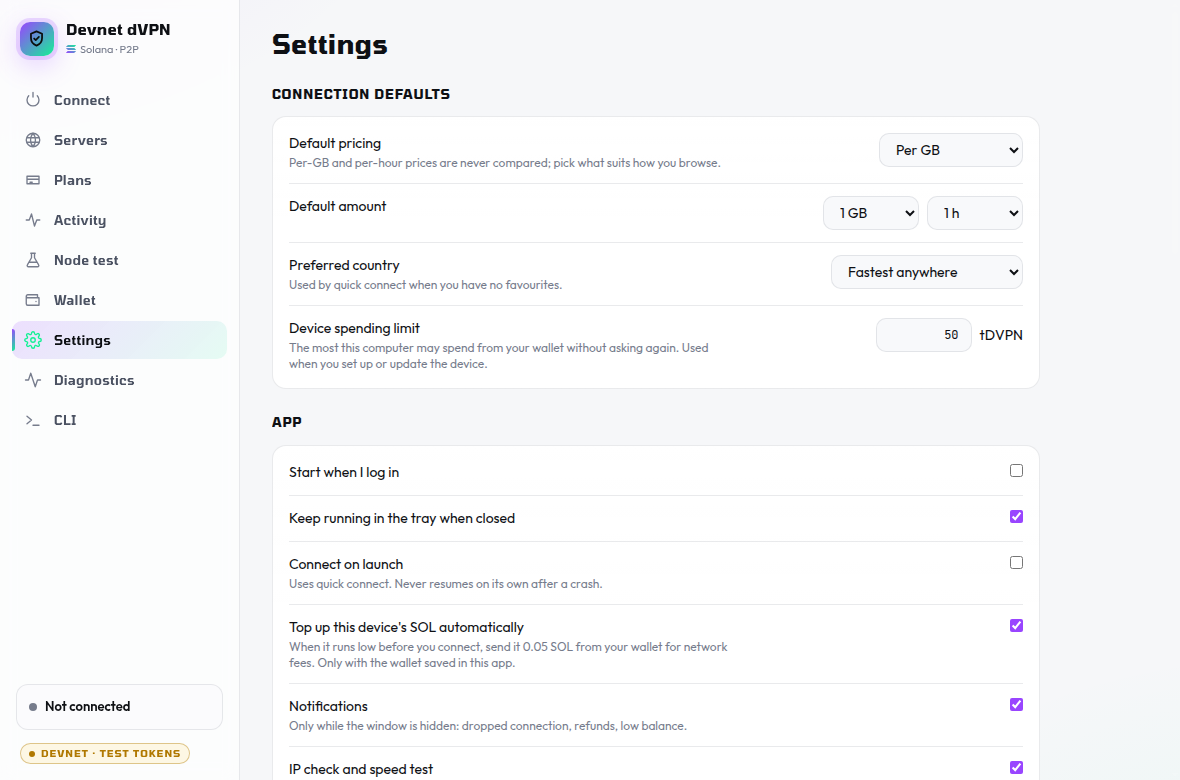 Devnet dVPN
Solana · P2P
Connect
Servers
Plans
Activity
Node test
Wallet
Settings
Diagnostics
CLI
Not connected
DEVNET · TEST TOKENS
Settings
CONNECTION DEFAULTS
Default pricing
Per GB
Per-GB and per-hour prices are never compared; pick what suits how you browse.
Default amount
1 GB
1 h
Preferred country
Fastest anywhere
Used by quick connect when you have no favourites.
Device spending limit
50 tDVPN
The most this computer may spend from your wallet without asking again. Used
when you set up or update the device.
APP
Start when I log in
Keep running in the tray when closed
Connect on launch
Uses quick connect. Never resumes on its own after a crash.
Top up this device's SOL automatically
When it runs low before you connect, send it 0.05 SOL from your wallet for network
fees. Only with the wallet saved in this app.
Notifications
Only while the window is hidden: dropped connection, refunds, low balance.
IP check and speed test